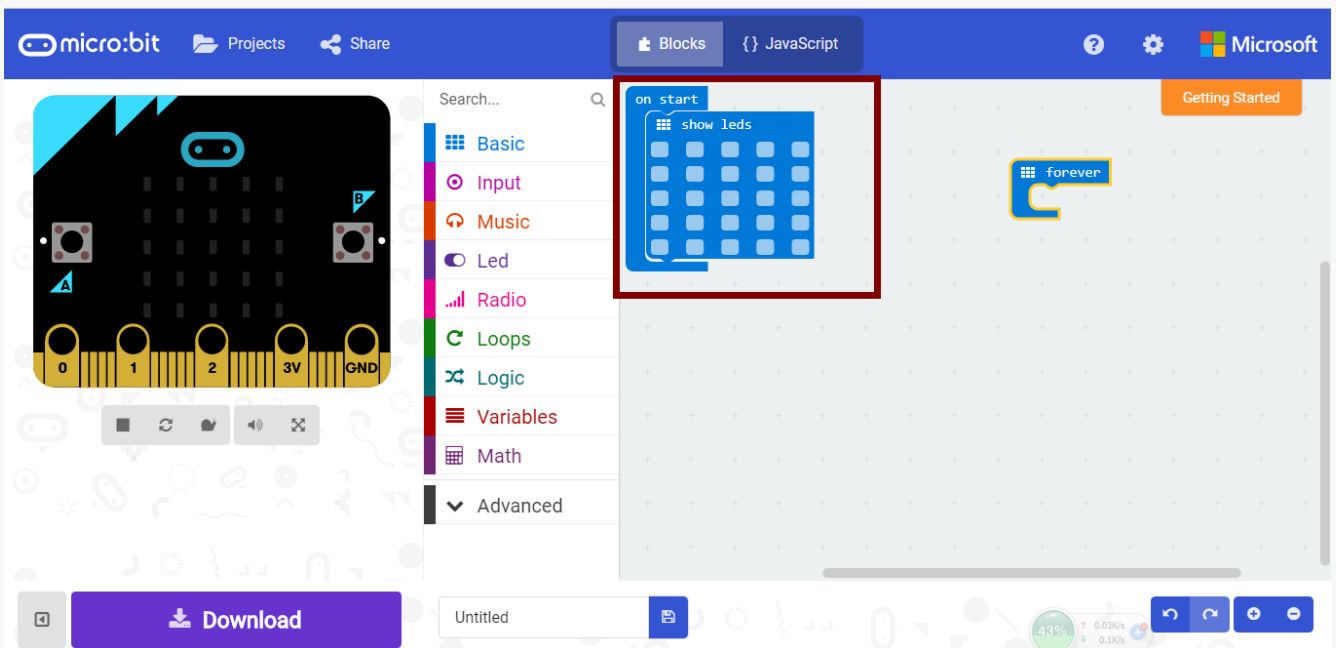 micro:bit Projects Share Blocks {} JavaScript ? Microsoft
Search...
Basic
Input
Music
Led
Radio
Loops
Logic
Variables
Math
Advanced
on start
show leds
forever
Getting Started
B
A
0 1 2 3V GND
Download
Untitled
43%
0.03K/s
0.1K/s